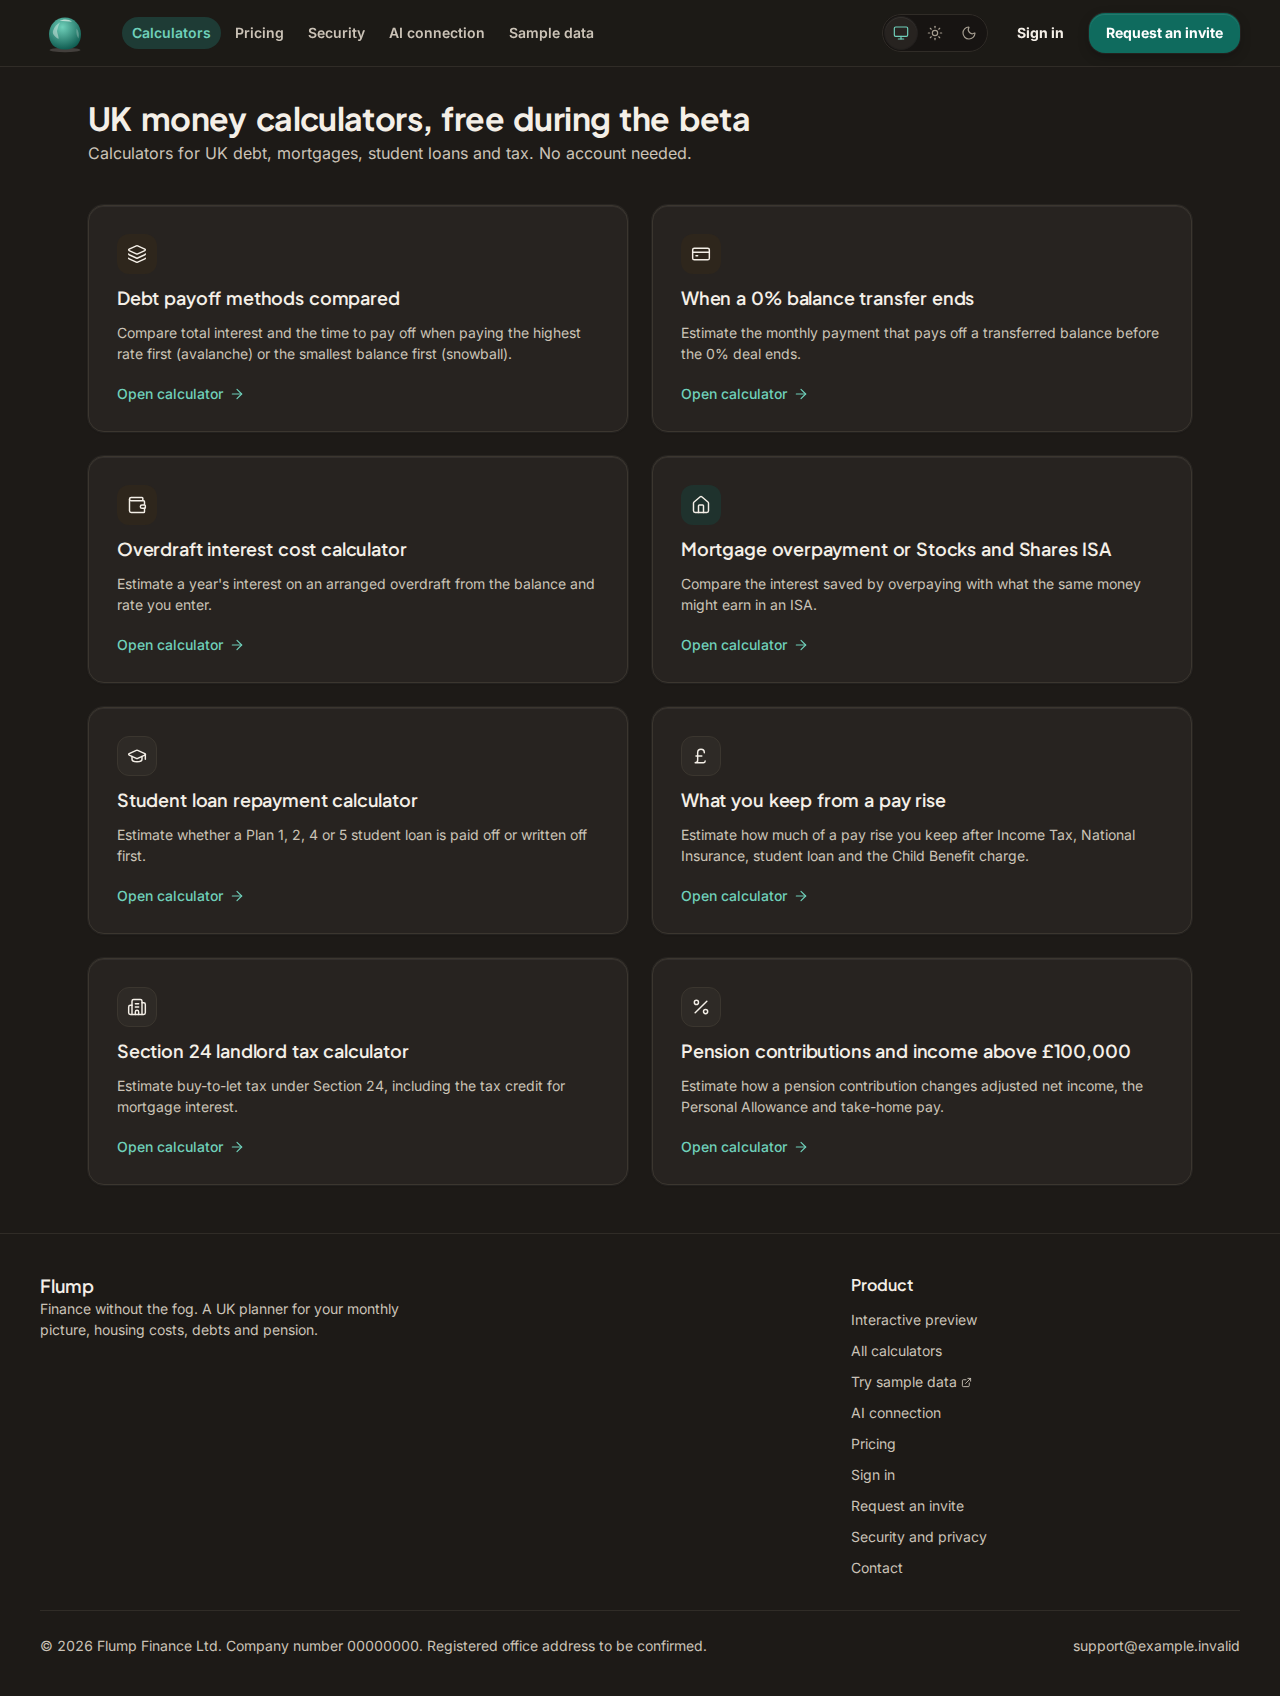 Calculators
Pricing
Security
AI connection
Sample data
Sign in
Request an invite
UK money calculators, free during the beta
Calculators for UK debt, mortgages, student loans and tax. No account needed.
Debt payoff methods compared
Compare total interest and the time to pay off when paying the highest
rate first (avalanche) or the smallest balance first (snowball).
Open calculator
When a 0% balance transfer ends
Estimate the monthly payment that pays off a transferred balance before
the 0% deal ends.
Open calculator
Overdraft interest cost calculator
Estimate a year's interest on an arranged overdraft from the balance and
rate you enter.
Open calculator
Mortgage overpayment or Stocks and Shares ISA
Compare the interest saved by overpaying with what the same money
might earn in an ISA.
Open calculator
Student loan repayment calculator
Estimate whether a Plan 1, 2, 4 or 5 student loan is paid off or written off
first.
Open calculator
What you keep from a pay rise
Estimate how much of a pay rise you keep after Income Tax, National
Insurance, student loan and the Child Benefit charge.
Open calculator
Section 24 landlord tax calculator
Estimate buy-to-let tax under Section 24, including the tax credit for
mortgage interest.
Open calculator
Pension contributions and income above £100,000
Estimate how a pension contribution changes adjusted net income, the
Personal Allowance and take-home pay.
Open calculator
Flump
Finance without the fog. A UK planner for your monthly
picture, housing costs, debts and pension.
Product
Interactive preview
All calculators
Try sample data
AI connection
Pricing
Sign in
Request an invite
Security and privacy
Contact
© 2026 Flump Finance Ltd. Company number 00000000. Registered office address to be confirmed.
support@example.invalid